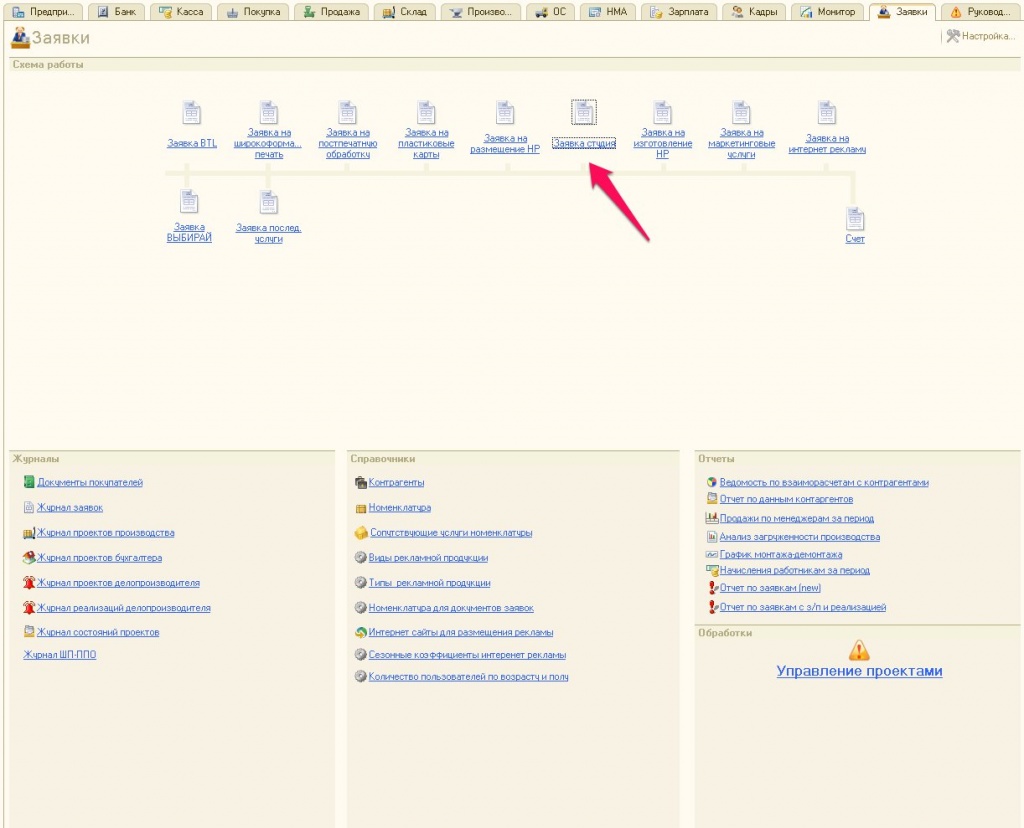 Предпри...
Банк
Касса
Покупка
Продажа
Склад
Произво...
ОС
НМА
Зарплата
Кадры
Монитор
Заявки
Руковод...
Заявки
Настройка...
Схема работы
Заявка BTL
Заявка на
широкоформа...
печать
Заявка на
постпечатную
обработку
Заявка на
пластиковые
карты
Заявка на
размещение НР
Заявка студия
Заявка на
изготовление
НР
Заявка на
маркетинговые
услуги
Заявка на
интернет рекламу
Заявка
ВЫБИРАЙ
Заявка послед.
услуги
Счет
Журналы
Документы покупателей
Журнал заявок
Журнал проектов производства
Журнал проектов бухгалтера
Журнал проектов делопроизводителя
Журнал реализаций делопроизводителя
Журнал состояний проектов
Журнал ШП-ППО
Справочники
Контрагенты
Номенклатура
Сопутствующие услуги номенклатуры
Виды рекламной продукции
Типы рекламной продукции
Номенклатура для документов заявок
Интернет сайты для размещения рекламы
Сезонные коэффициенты интеренет рекламы
Количество пользователей по возрасту и полу
Отчеты
Ведомость по взаиморасчетам с контрагентами
Отчет по данным контаргентов
Продажи по менеджерам за период
Анализ загруженности производства
График монтажа-демонтажа
Начисления работникам за период
Отчет по заявкам (new)
Отчет по заявкам с з/п и реализацией
Обработки
Управление проектами